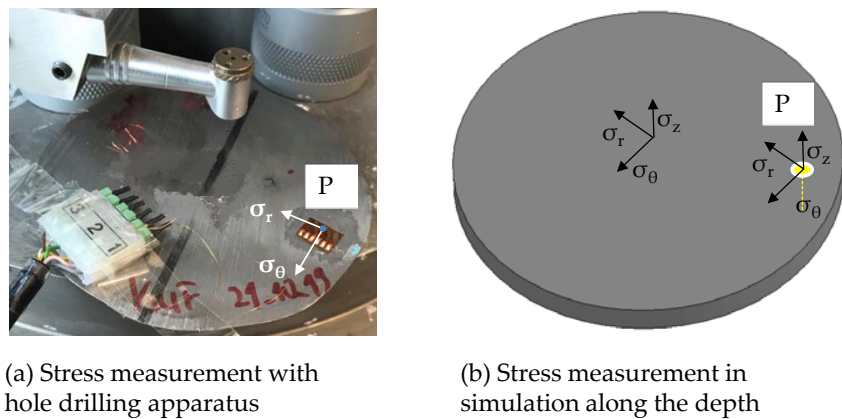 P
σr
σθ
3 2 1
P
σz
σr
σθ
σz
σr
σθ
(a) Stress measurement with
hole drilling apparatus
(b) Stress measurement in
simulation along the depth